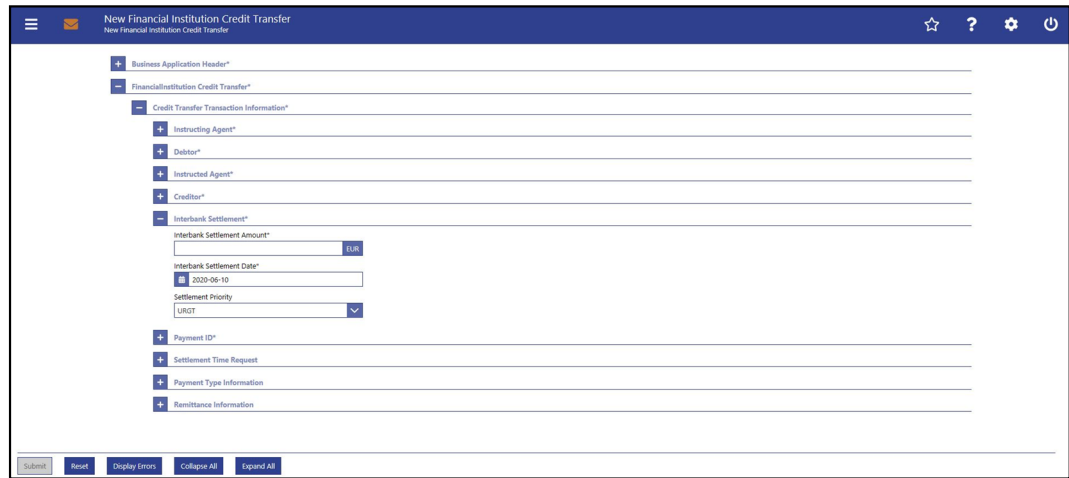 New Financial Institution Credit Transfer
New Financial Institution Credit Transfer
Business Application Header*
FinancialInstitution Credit Transfer*
Credit Transfer Transaction Information*
Instructing Agent*
Debtor*
Instructed Agent*
Creditor*
Interbank Settlement*
Interbank Settlement Amount*
EUR
Interbank Settlement Date*
2020-06-10
Settlement Priority
URGT
Payment ID*
Settlement Time Request
Payment Type Information
Remittance Information
Submit Reset Display Errors Collapse All Expand All